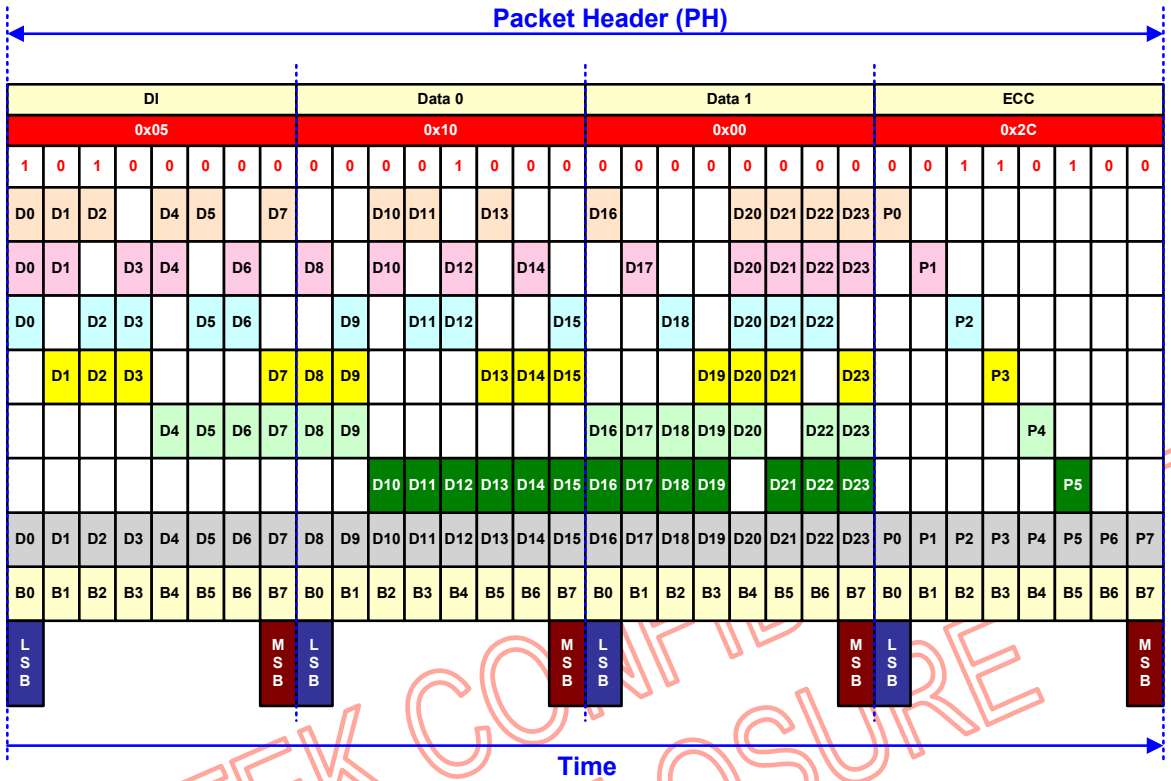 Packet Header (PH)
DI Data 0 Data 1 ECC
0x05 0x10 0x00 0x2C
1 0 1 0 0 0 0 0 0 0 0 0 1 0 0 0 0 0 0 0 0 0 0 0 0 0 1 1 0 1 0 0
D0 D1 D2 D4 D5 D7 D10 D11 D13 D16 D20 D21 D22 D23 P0
D0 D1 D3 D4 D6 D8 D10 D12 D14 D17 D20 D21 D22 D23 P1
D0 D2 D3 D5 D6 D9 D11 D12 D15 D18 D20 D21 D22 P2
D1 D2 D3 D7 D8 D9 D13 D14 D15 D19 D20 D21 D23 P3
D4 D5 D6 D7 D8 D9 D16 D17 D18 D19 D20 D22 D23 P4
D10 D11 D12 D13 D14 D15 D16 D17 D18 D19 D21 D22 D23 P5
D0 D1 D2 D3 D4 D5 D6 D7 D8 D9 D10 D11 D12 D13 D14 D15 D16 D17 D18 D19 D20 D21 D22 D23 P0 P1 P2 P3 P4 P5 P6 P7
B0 B1 B2 B3 B4 B5 B6 B7 B0 B1 B2 B3 B4 B5 B6 B7 B0 B1 B2 B3 B4 B5 B6 B7 B0 B1 B2 B3 B4 B5 B6 B7
LSB MSB LSB MSB LSB MSB LSB MSB
Time